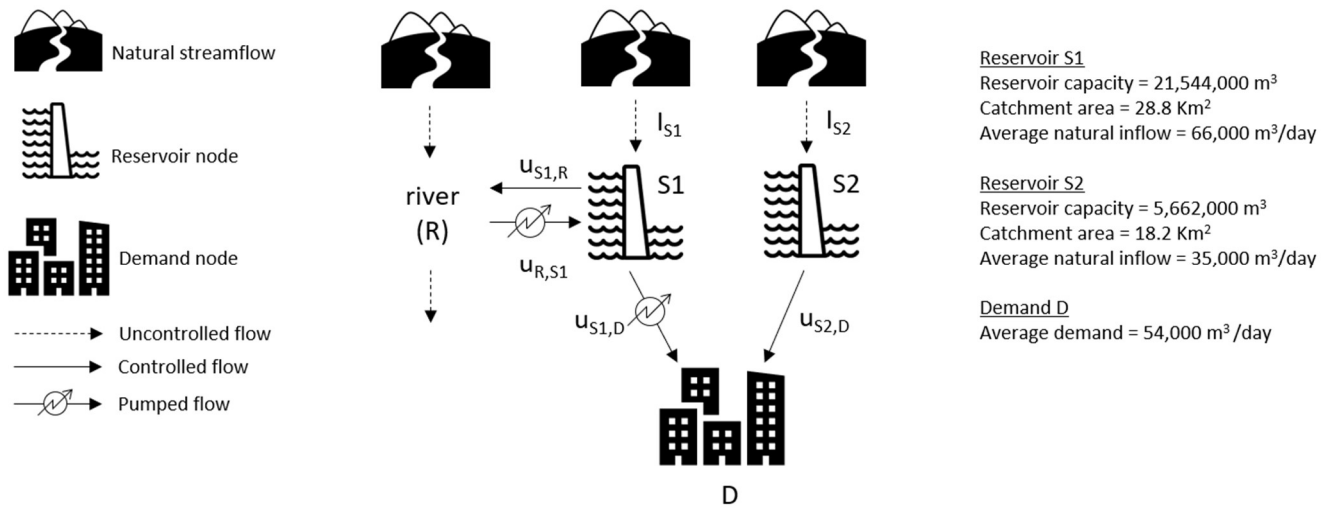 Natural streamflow
Reservoir node
Demand node
Uncontrolled flow
Controlled flow
Pumped flow
I_S1
I_S2
u_S1,R
S1
S2
river
(R)
u_R,S1
u_S1,D
u_S2,D
D
Reservoir S1
Reservoir capacity = 21,544,000 m³
Catchment area = 28.8 Km²
Average natural inflow = 66,000 m³/day
Reservoir S2
Reservoir capacity = 5,662,000 m³
Catchment area = 18.2 Km²
Average natural inflow = 35,000 m³/day
Demand D
Average demand = 54,000 m³/day